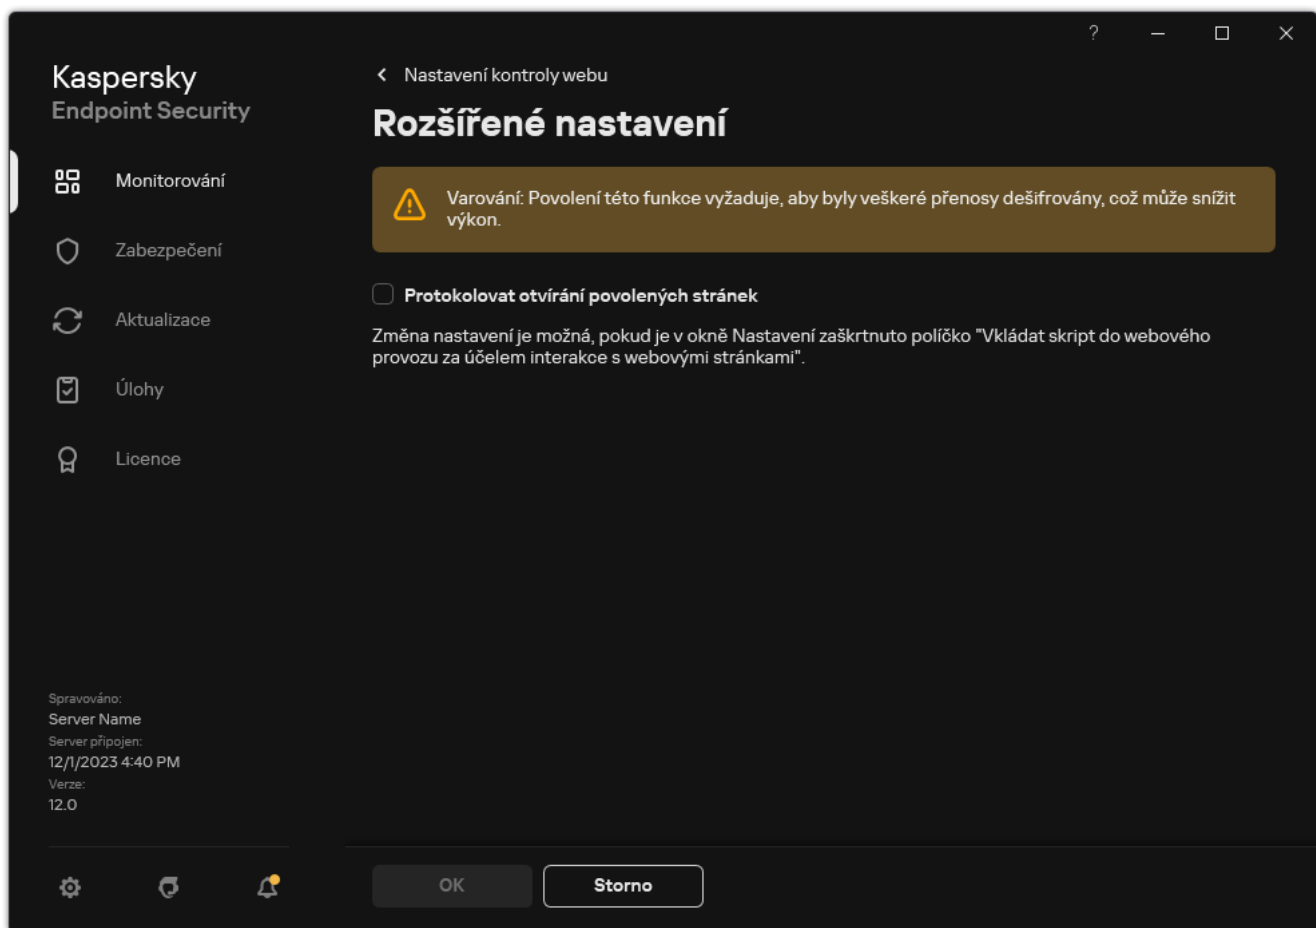 ?
Kaspersky
Endpoint Security
Monitorování
Zabezpečení
Aktualizace
Úlohy
Licence
Spravováno:
Server Name
Server připojen:
12/1/2023 4:40 PM
Verze:
12.0
Nastavení kontroly webu
Rozšířené nastavení
Varování: Povolení této funkce vyžaduje, aby byly veškeré přenosy dešifrovány, což může snížit
výkon.
Protokolovat otvírání povolených stránek
Změna nastavení je možná, pokud je v okně Nastavení zaškrtnuto políčko "Vkládat skript do webového
provozu za účelem interakce s webovými stránkami".
OK
Storno